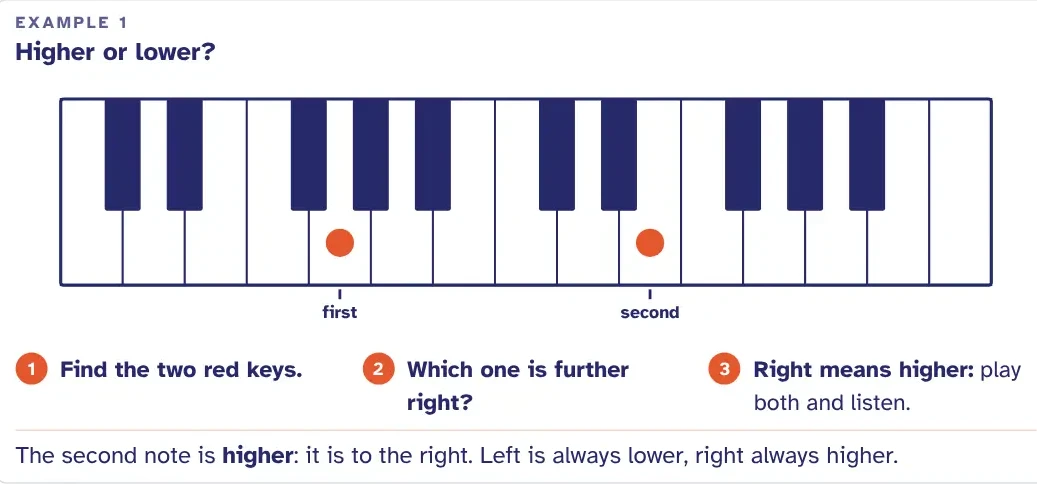 EXAMPLE 1
Higher or lower?
first
second
1 Find the two red keys.
2 Which one is further
right?
3 Right means higher: play
both and listen.
The second note is higher: it is to the right. Left is always lower, right always higher.